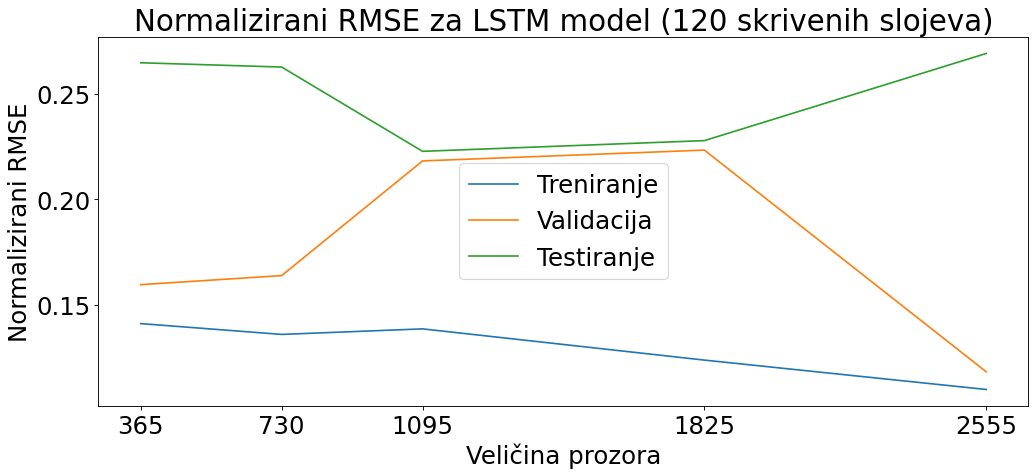 Normalizirani RMSE za LSTM model (120 skrivenih slojeva)
Normalizirani RMSE
0.25
0.20
0.15
Treniranje
Validacija
Testiranje
365 730 1095 1825 2555
Veličina prozora